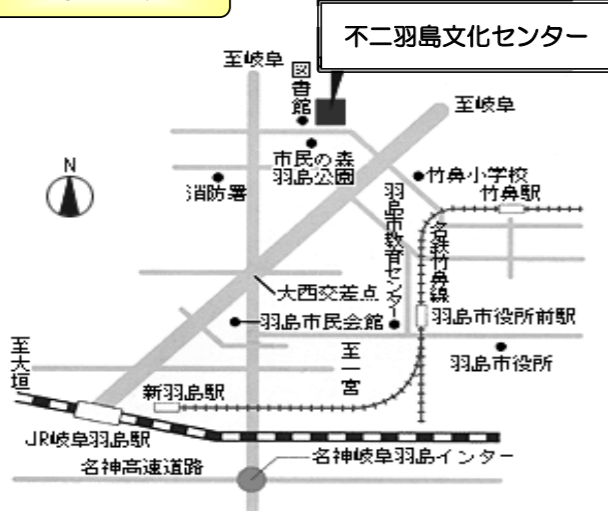 不二羽島文化センター
至岐阜
図書館
至岐阜
市民の森
羽島公園
竹鼻小学校
竹鼻駅
消防署
N
羽島市教育センター
名鉄竹鼻線
大西交差点
羽島市民会館
羽島市役所前駅
至一宮
羽島市役所
至大垣
新羽島駅
JR岐阜羽島駅
名神岐阜羽島インター
名神高速道路